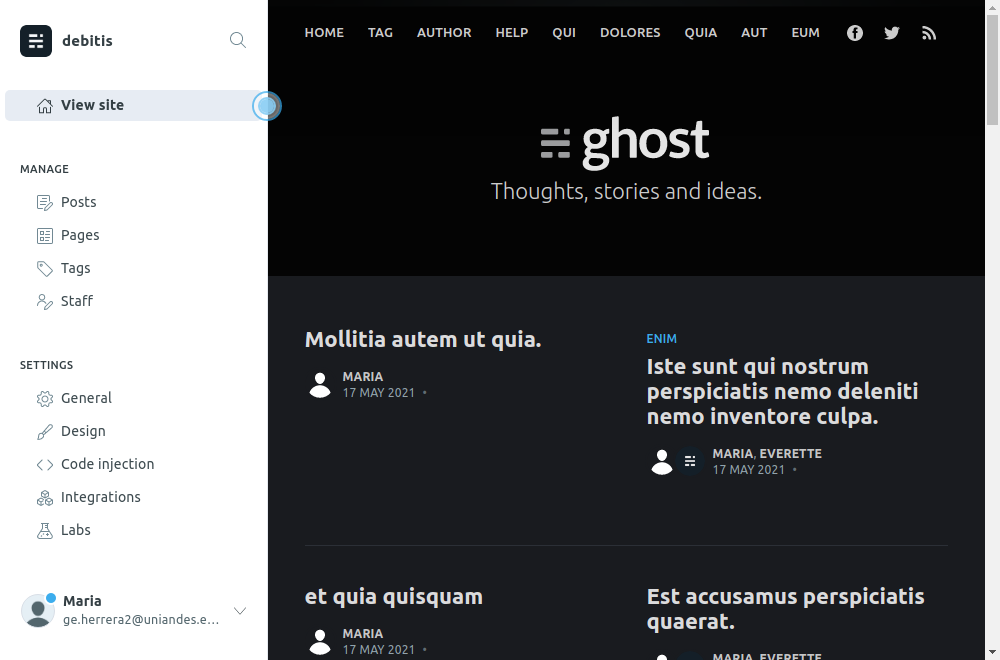 debitis
View site
MANAGE
Posts
Pages
Tags
Staff
SETTINGS
General
Design
Code injection
Integrations
Labs
Maria
ge.herrera2@uniandes.e...
HOME TAG AUTHOR HELP QUI DOLORES QUIA AUT EUM
ghost
Thoughts, stories and ideas.
Mollitia autem ut quia.
MARIA
17 MAY 2021 •
ENIM
Iste sunt qui nostrum
perspiciatis nemo deleniti
nemo inventore culpa.
MARIA, EVERETTE
17 MAY 2021 •
et quia quisquam
MARIA
17 MAY 2021 •
Est accusamus perspiciatis
quaerat.
MARIA, EVERETTE